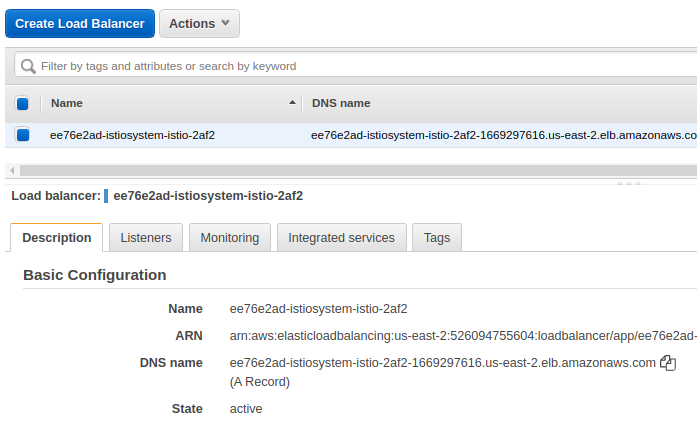 Create Load Balancer Actions
Filter by tags and attributes or search by keyword
Name DNS name
ee76e2ad-istiosystem-istio-2af2 ee76e2ad-istiosystem-istio-2af2-1669297616.us-east-2.elb.amazonaws.co
Load balancer: ee76e2ad-istiosystem-istio-2af2
Description Listeners Monitoring Integrated services Tags
Basic Configuration
Name ee76e2ad-istiosystem-istio-2af2
ARN arn:aws:elasticloadbalancing:us-east-2:526094755604:loadbalancer/app/ee76e2ad-
DNS name ee76e2ad-istiosystem-istio-2af2-1669297616.us-east-2.elb.amazonaws.com
(A Record)
State active